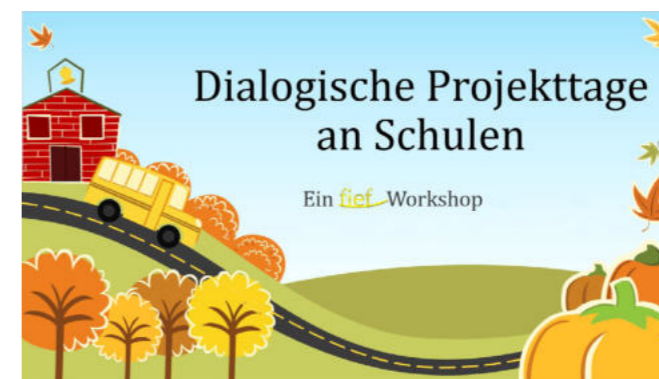 Dialogische Projekttage
an Schulen
Ein fief Workshop